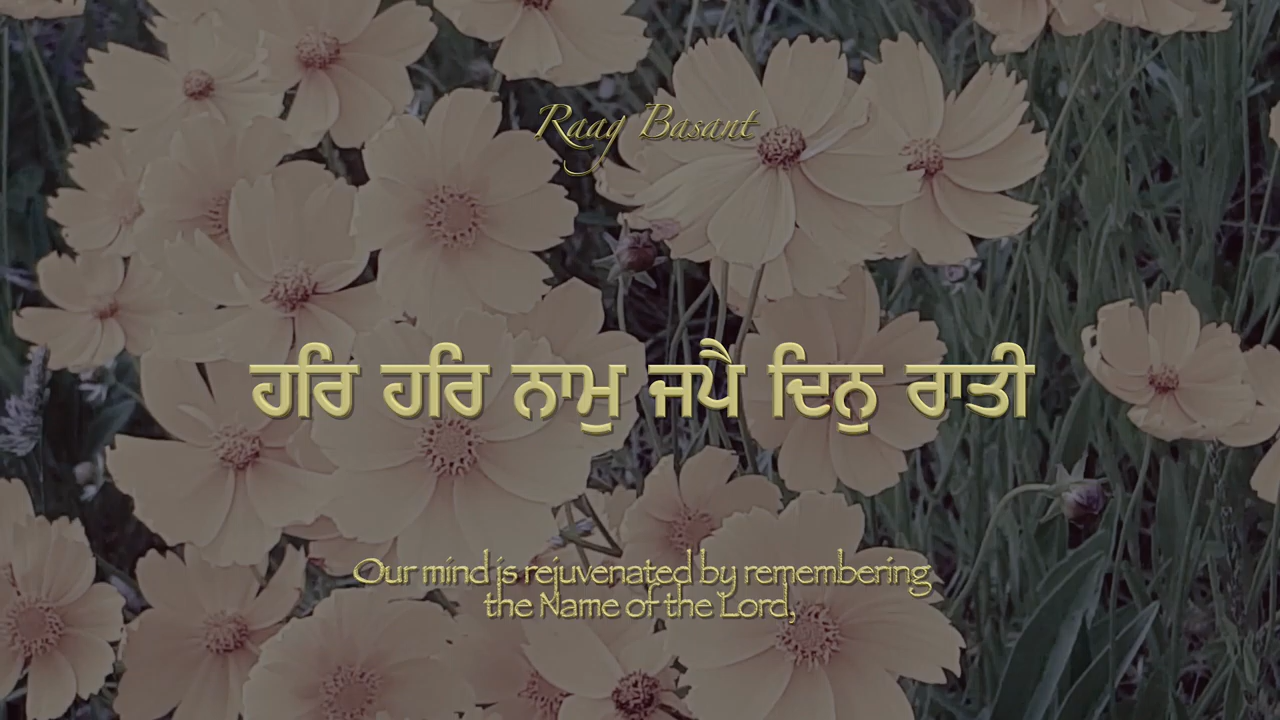 Raag Basant
ਹਰਿ ਹਰਿ ਨਾਮੁ ਜਪੈ ਦਿਨੁ ਰਾਤੀ
Our mind is rejuvenated by remembering
the Name of the Lord,